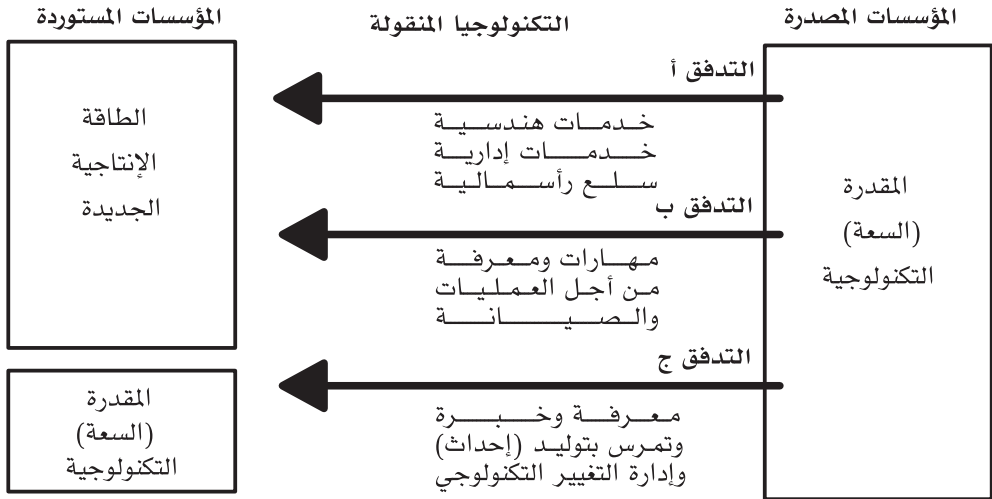 المؤسسات المصدرة
التكنولوجيا المنقولة
المؤسسات المستوردة
المقدرة
(السعة)
التكنولوجية
التدفق أ
خدمات هندسية
خدمات إدارية
سلع رأسمالية
التدفق ب
مهارات ومعرفة
من أجل العمليات
والصيانة
التدفق ج
معرفة وخبرة
وتمرس بتوليد (إحداث)
وإدارة التغيير التكنولوجي
الطاقة
الإنتاجية
الجديدة
المقدرة
(السعة)
التكنولوجية